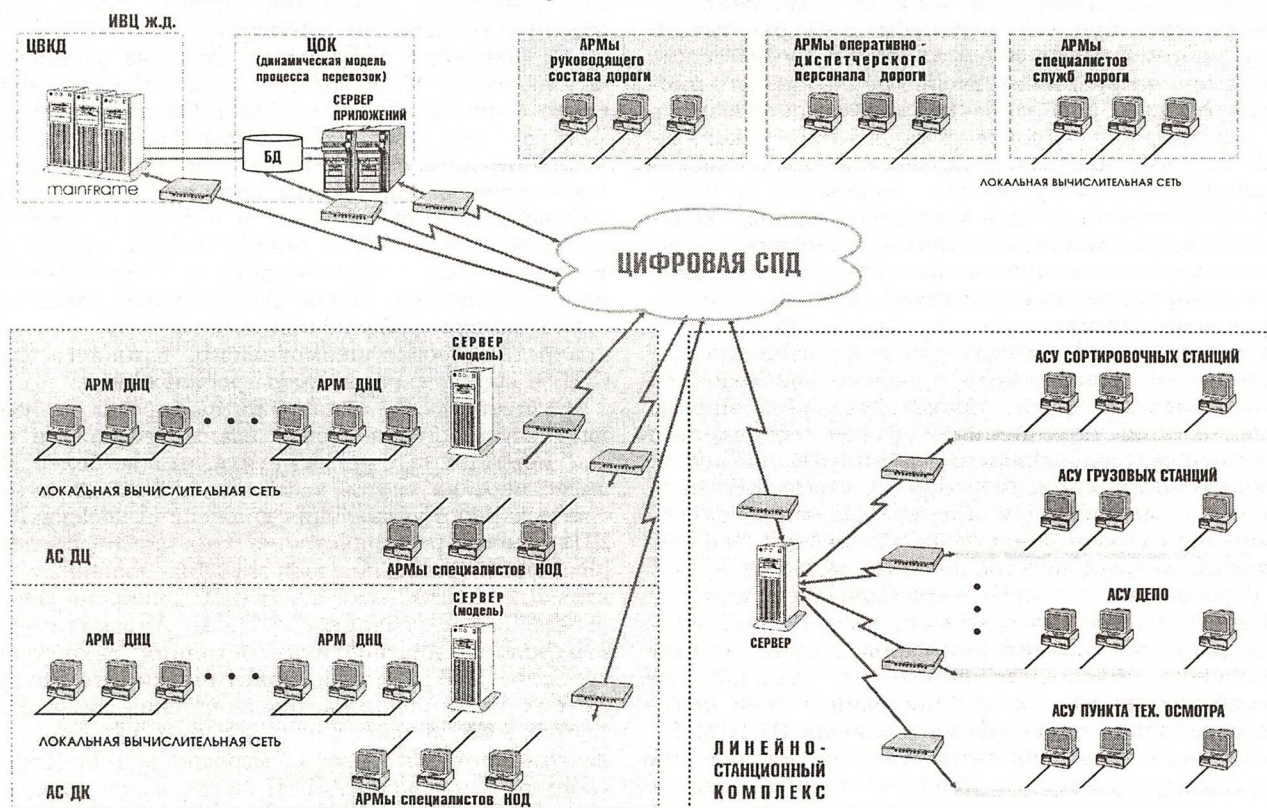 ИВЦ ж.д.
ЦВКД
mainframe
ЦОК
(динамическая модель
процесса перевозок)
СЕРВЕР
ПРИЛОЖЕНИЙ
БД
АРМы
руководящего
состава дороги
АРМы оперативно -
диспетчерского
персонала дороги
АРМы
специалистов
служб дороги
ЛОКАЛЬНАЯ ВЫЧИСЛИТЕЛЬНАЯ СЕТЬ
ЦИФРОВАЯ СПД
СЕРВЕР
(модель)
АРМ ДНЦ
АРМ ДНЦ
ЛОКАЛЬНАЯ ВЫЧИСЛИТЕЛЬНАЯ СЕТЬ
АС ДЦ
АРМы специалистов НОД
СЕРВЕР
(модель)
АРМ ДНЦ
АРМ ДНЦ
ЛОКАЛЬНАЯ ВЫЧИСЛИТЕЛЬНАЯ СЕТЬ
АС ДК
АРМы специалистов НОД
АСУ СОРТИРОВОЧНЫХ СТАНЦИЙ
АСУ ГРУЗОВЫХ СТАНЦИЙ
АСУ ДЕПО
СЕРВЕР
АСУ ПУНКТА ТЕХ. ОСМОТРА
ЛИНЕЙНО-
СТАНЦИОННЫЙ
КОМПЛЕКС